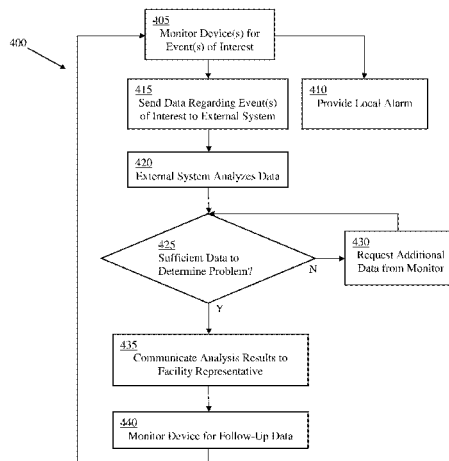 400
405
Monitor Device(s) for
Event(s) of Interest
415
Send Data Regarding Event(s)
of Interest to External System
410
Provide Local Alarm
420
External System Analyzes Data
425
Sufficient Data to
Determine Problem?
N
430
Request Additional
Data from Monitor
Y
435
Communicate Analysis Results to
Facility Representative
440
Monitor Device for Follow-Up Data